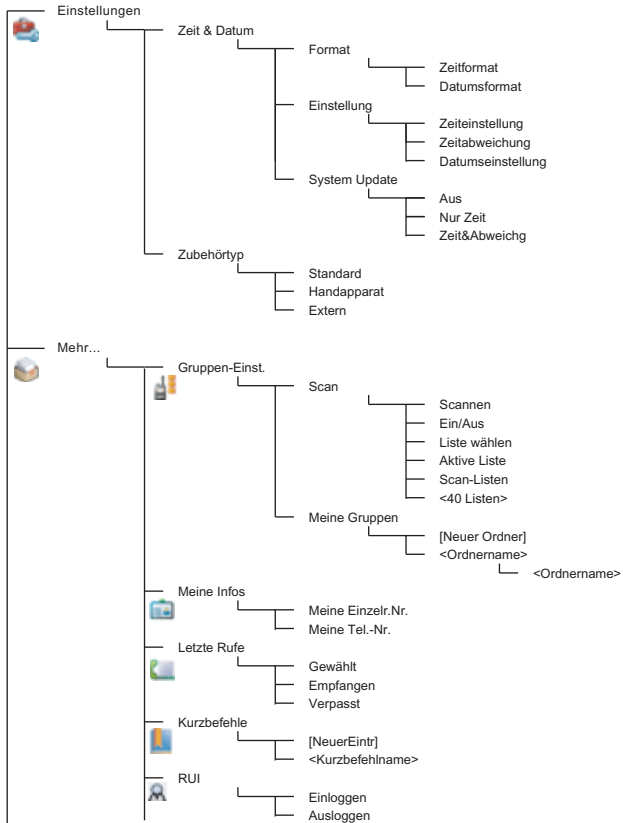 Einstellungen
Zeit & Datum
Format
Zeitformat
Datumsformat
Einstellung
Zeiteinstellung
Zeitabweichung
Datumseinstellung
System Update
Aus
Nur Zeit
Zeit&Abweichg
Zubehörtyp
Standard
Handapparat
Extern
Mehr...
Gruppen-Einst.
Scan
Scannen
Ein/Aus
Liste wählen
Aktive Liste
Scan-Listen
<40 Listen>
Meine Gruppen
[Neuer Ordner]
<Ordnername>
<Ordnername>
Meine Infos
Meine Einzelr.Nr.
Meine Tel.-Nr.
Letzte Rufe
Gewählt
Empfangen
Verpasst
Kurzbefehle
[NeuerEintr]
<Kurzbefehlname>
RUI
Einloggen
Ausloggen